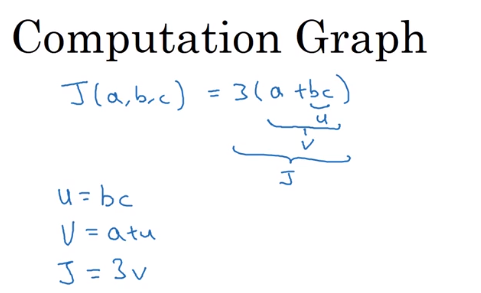 Computation Graph
J(a,b,c) = 3(a+bc)
u
v
J
u = bc
v = a+u
J = 3v